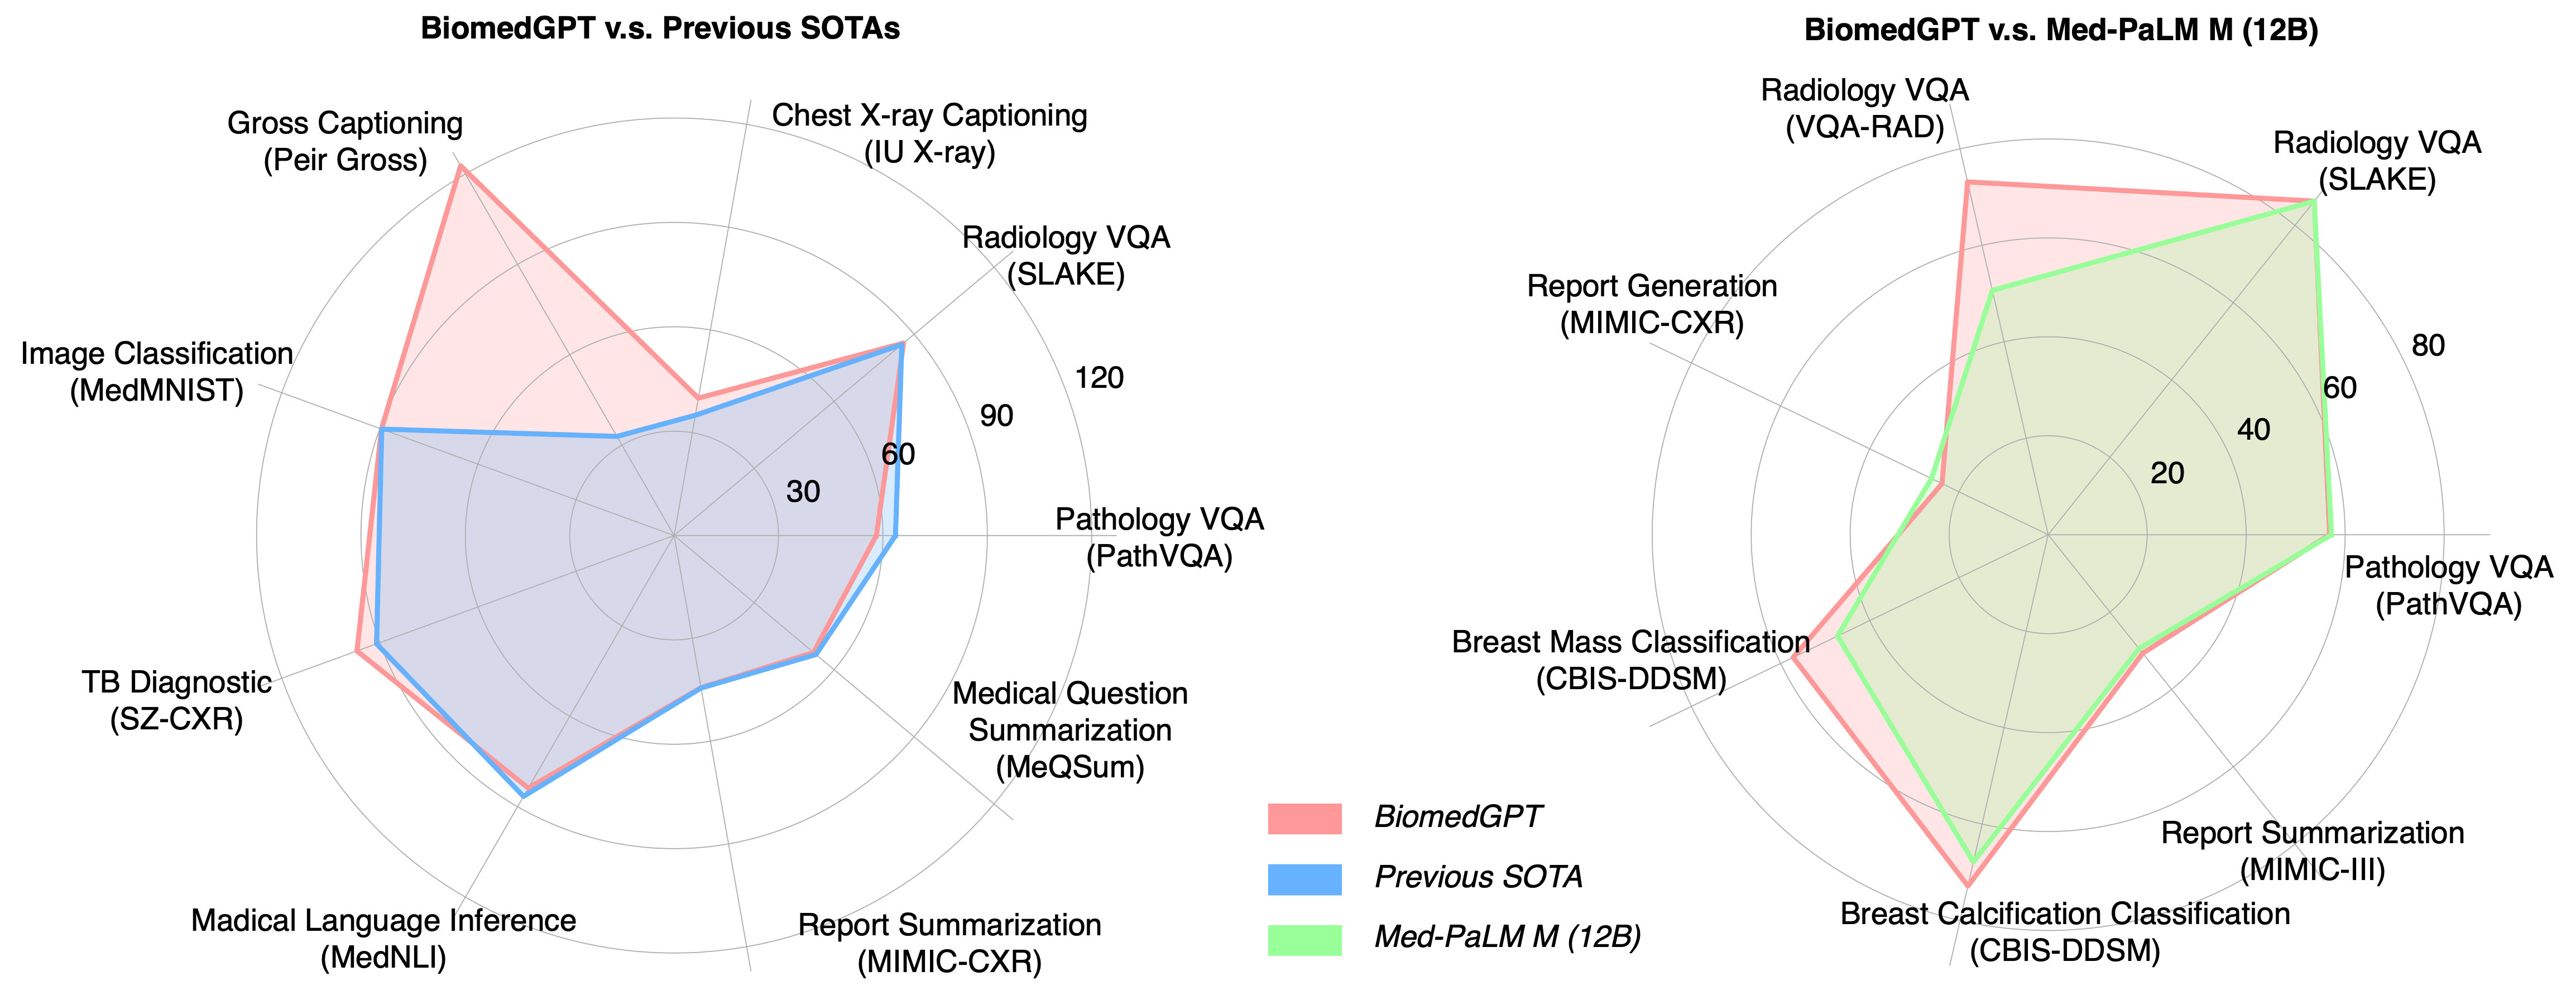 BiomedGPT v.s. Previous SOTAs
Gross Captioning
(Peir Gross)
Chest X-ray Captioning
(IU X-ray)
Radiology VQA
(SLAKE)
Image Classification
(MedMNIST)
120
90
60
30
Pathology VQA
(PathVQA)
TB Diagnostic
(SZ-CXR)
Medical Question
Summarization
(MeQSum)
Madical Language Inference
(MedNLI)
Report Summarization
(MIMIC-CXR)
BiomedGPT
Previous SOTA
Med-PaLM M (12B)
BiomedGPT v.s. Med-PaLM M (12B)
Radiology VQA
(VQA-RAD)
Radiology VQA
(SLAKE)
Report Generation
(MIMIC-CXR)
80
60
40
20
Pathology VQA
(PathVQA)
Breast Mass Classification
(CBIS-DDSM)
Report Summarization
(MIMIC-III)
Breast Calcification Classification
(CBIS-DDSM)